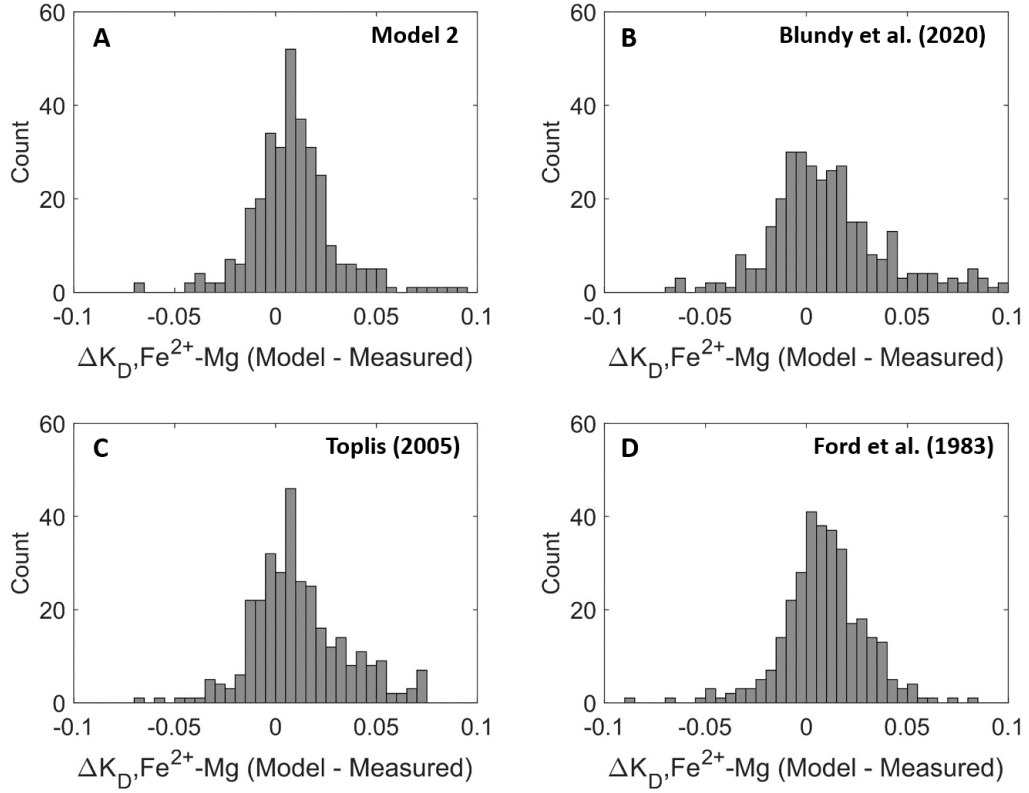 A
Model 2
60
40
20
0
Count
-0.1 -0.05 0 0.05 0.1
ΔK_D,Fe²⁺-Mg (Model - Measured)
B
Blundy et al. (2020)
60
40
20
0
Count
-0.1 -0.05 0 0.05 0.1
ΔK_D,Fe²⁺-Mg (Model - Measured)
C
Toplis (2005)
60
40
20
0
Count
-0.1 -0.05 0 0.05 0.1
ΔK_D,Fe²⁺-Mg (Model - Measured)
D
Ford et al. (1983)
60
40
20
0
Count
-0.1 -0.05 0 0.05 0.1
ΔK_D,Fe²⁺-Mg (Model - Measured)